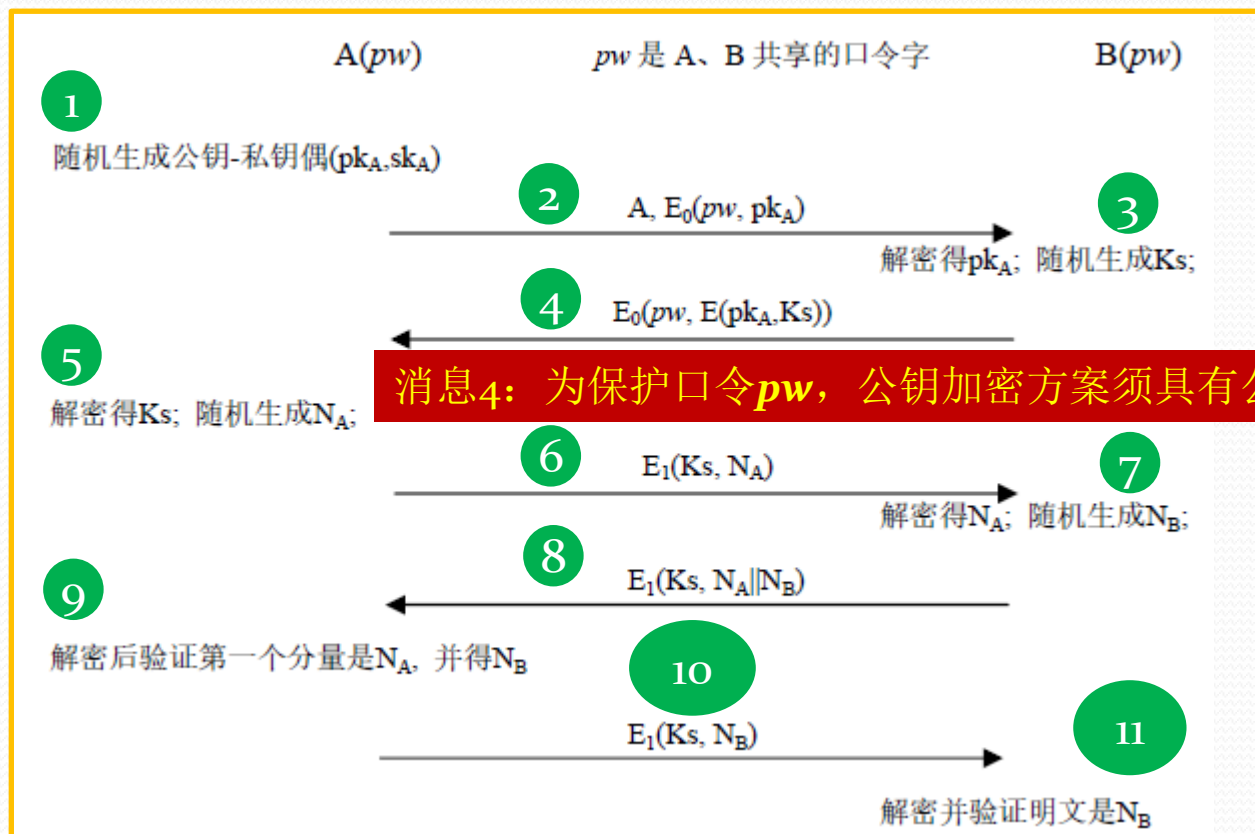 A(pw) pw 是 A、B 共享的口令字 B(pw)
1
随机生成公钥-私钥偶(pkA,skA)
2 A, E0(pw, pkA) 3
解密得pkA; 随机生成Ks;
4 E0(pw, E(pkA,Ks))
5
消息4：为保护口令pw，公钥加密方案须具有
解密得Ks; 随机生成NA;
6 E1(Ks, NA) 7
解密得NA; 随机生成NB;
8 E1(Ks, NA||NB)
9
解密后验证第一个分量是NA, 并得NB
10
E1(Ks, NB) 11
解密并验证明文是NB